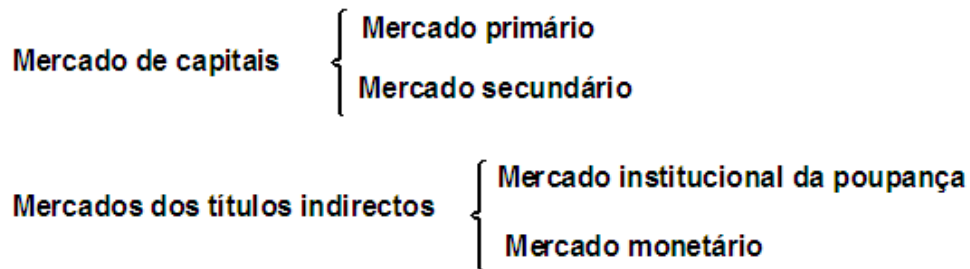 Mercado primário
Mercado de capitais
Mercado secundário
Mercado institucional da poupança
Mercados dos títulos indirectos
Mercado monetário